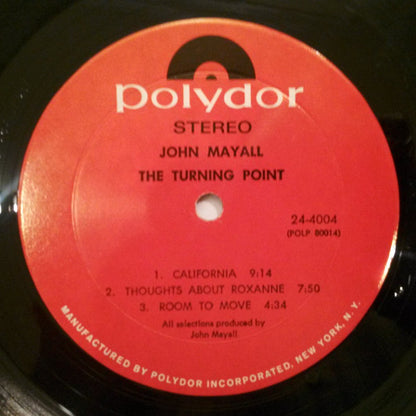 polydor
STEREO
JOHN MAYALL
THE TURNING POINT
24-4004
(POLP 80014)
1. CALIFORNIA 9:14
2. THOUGHTS ABOUT ROXANNE 7:50
3. ROOM TO MOVE 4:34
All selections produced by
John Mayall
MANUFACTURED BY POLYDOR INCORPORATED, NEW YORK, N. Y.